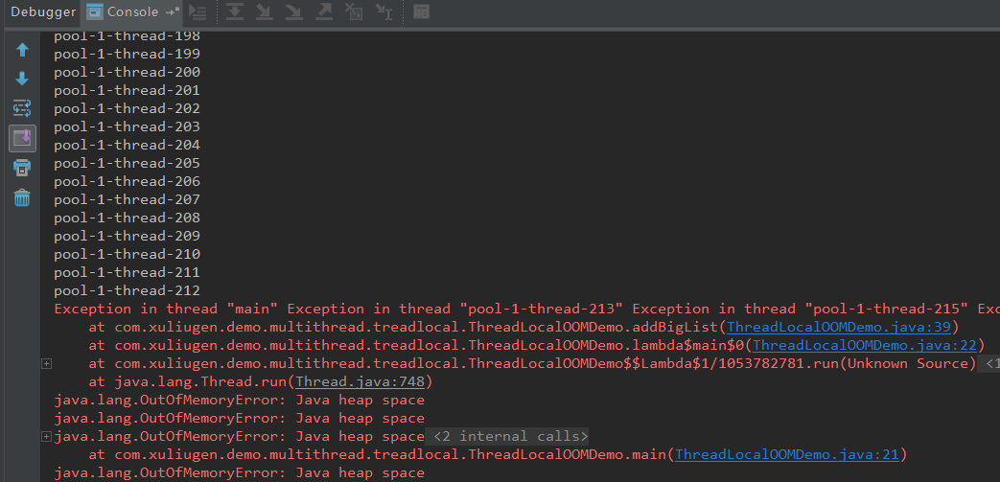 Debugger Console
pool-1-thread-198
pool-1-thread-199
pool-1-thread-200
pool-1-thread-201
pool-1-thread-202
pool-1-thread-203
pool-1-thread-204
pool-1-thread-205
pool-1-thread-206
pool-1-thread-207
pool-1-thread-208
pool-1-thread-209
pool-1-thread-210
pool-1-thread-211
pool-1-thread-212
Exception in thread "main" Exception in thread "pool-1-thread-213" Exception in thread "pool-1-thread-215" Exc
at com.xuliugen.demo.multithread.treadlocal.ThreadLocalOOMDemo.addBigList(ThreadLocalOOMDemo.java:39)
at com.xuliugen.demo.multithread.treadlocal.ThreadLocalOOMDemo.lambda$main$0(ThreadLocalOOMDemo.java:22)
at com.xuliugen.demo.multithread.treadlocal.ThreadLocalOOMDemo$$Lambda$1/1053782781.run(Unknown Source) <1
at java.lang.Thread.run(Thread.java:748)
java.lang.OutOfMemoryError: Java heap space
java.lang.OutOfMemoryError: Java heap space
java.lang.OutOfMemoryError: Java heap space <2 internal calls>
at com.xuliugen.demo.multithread.treadlocal.ThreadLocalOOMDemo.main(ThreadLocalOOMDemo.java:21)
java.lang.OutOfMemoryError: Java heap space